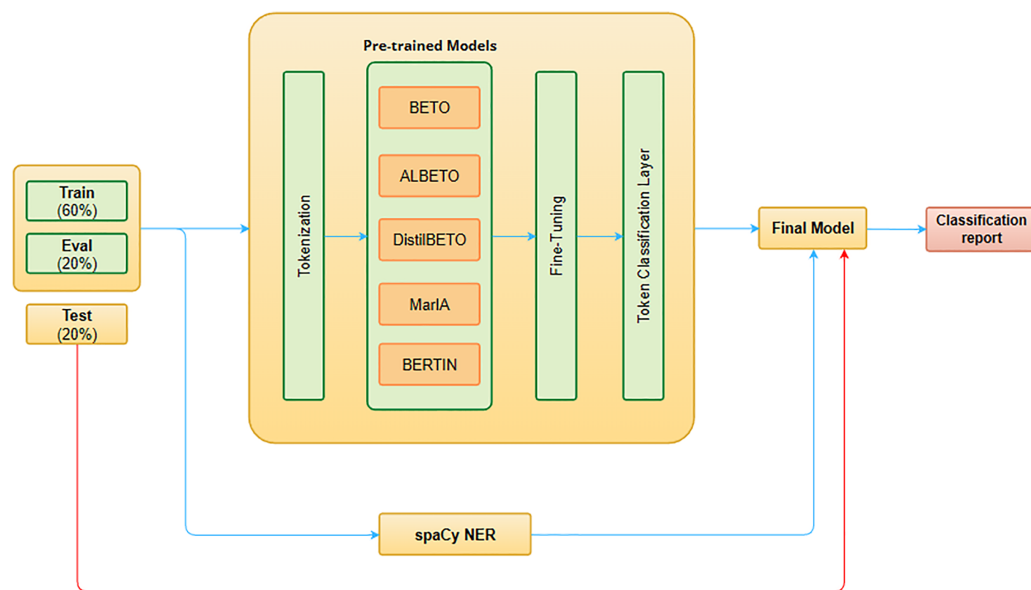 Pre-trained Models
Train
(60%)
Eval
(20%)
Test
(20%)
Tokenization
BETO
ALBETO
DistilBETO
MarIA
BERTIN
Fine-Tuning
Token Classification Layer
Final Model
Classification
report
spaCy NER